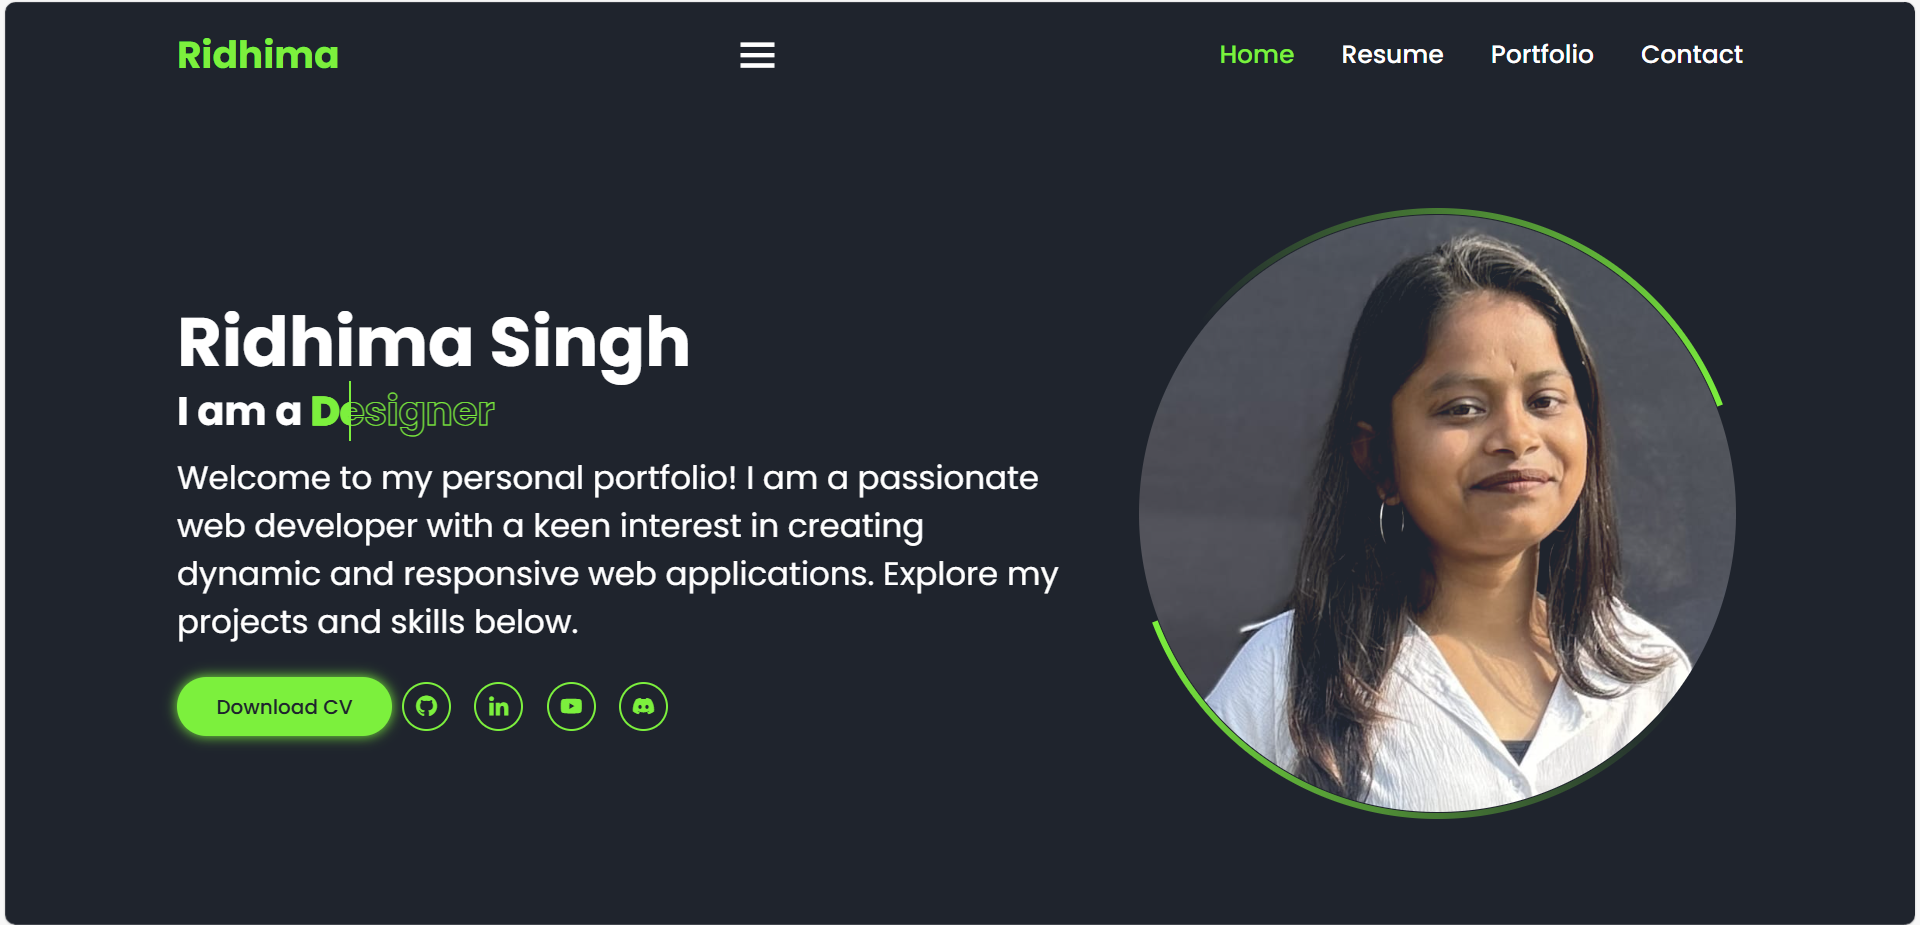 Ridhima
Home Resume Portfolio Contact
Ridhima Singh
I am a Designer
Welcome to my personal portfolio! I am a passionate
web developer with a keen interest in creating
dynamic and responsive web applications. Explore my
projects and skills below.
Download CV